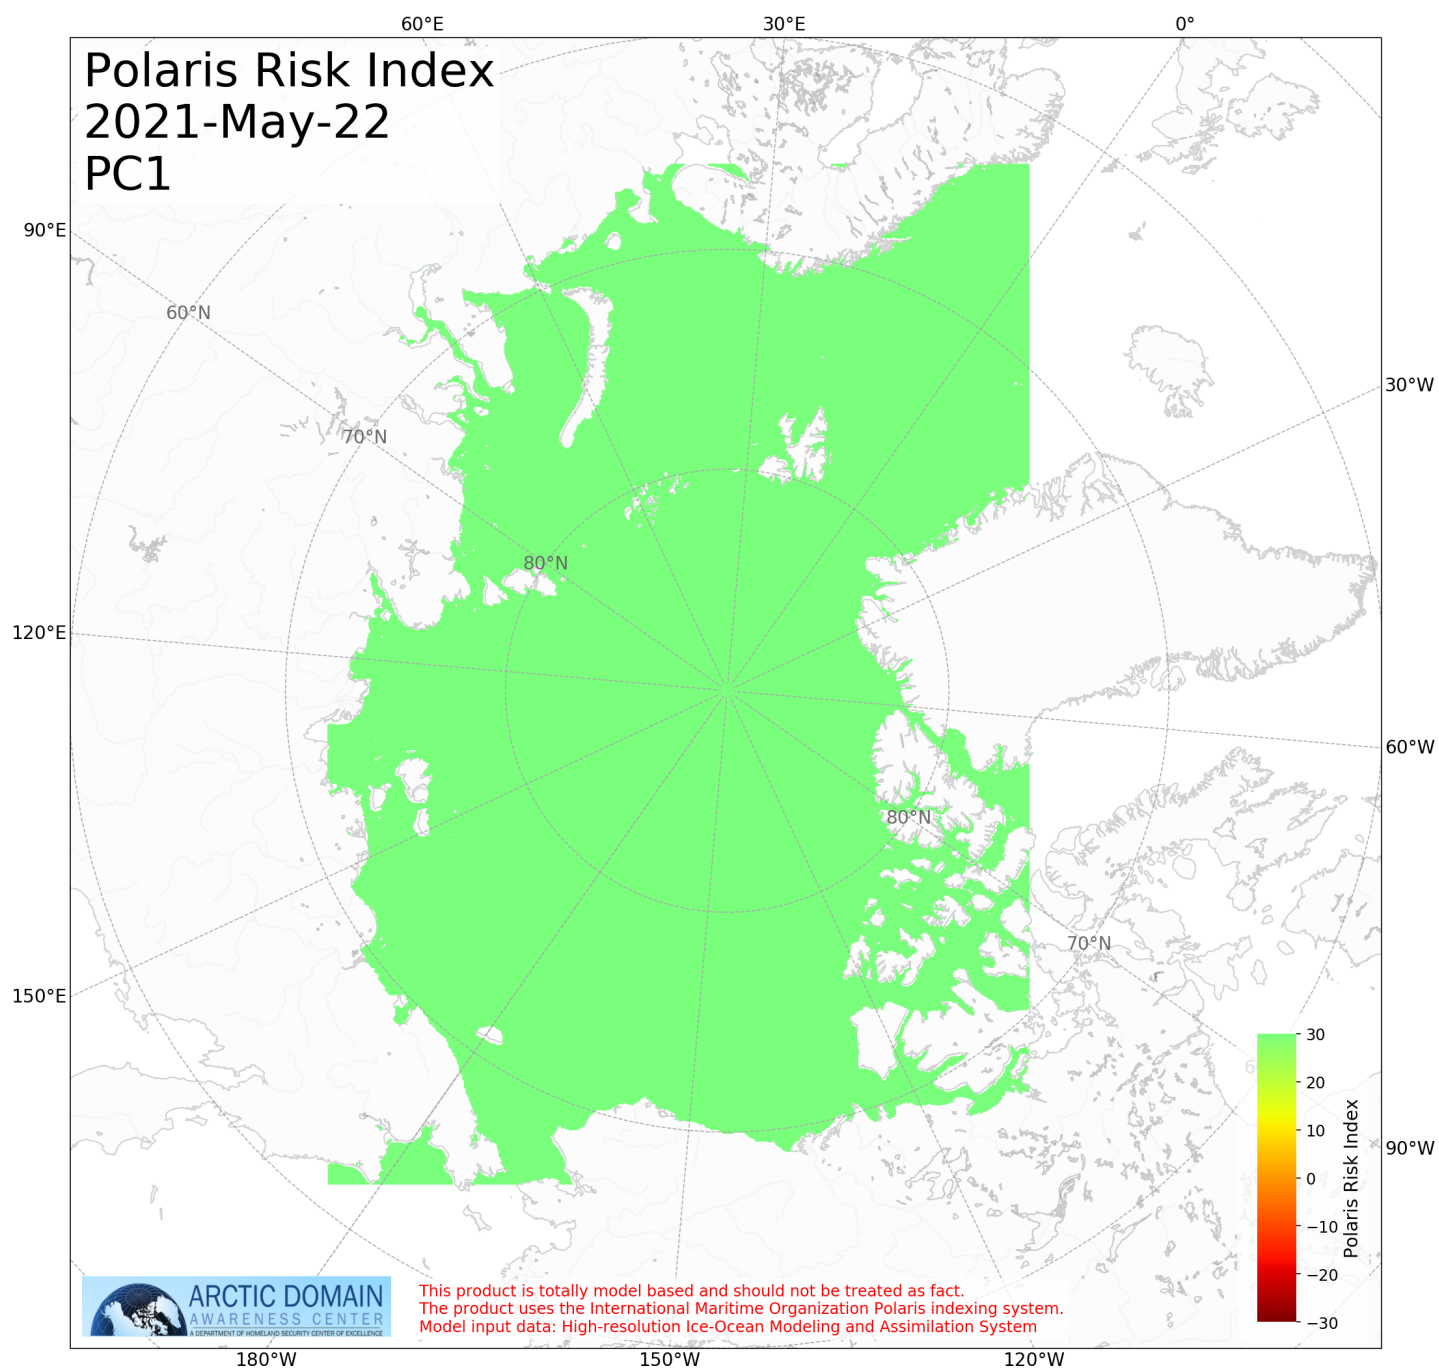 60°E 30°E 0°
Polaris Risk Index
2021-May-22
PC1
90°E
60°N
30°W
70°N
80°N
120°E
60°W
80°N
70°N
150°E
30
20
10
0
−10
−20
−30
Polaris Risk Index
90°W
ARCTIC DOMAIN
AWARENESS CENTER
A DEPARTMENT OF HOMELAND SECURITY CENTER OF EXCELLENCE
This product is totally model based and should not be treated as fact.
The product uses the International Maritime Organization Polaris indexing system.
Model input data: High-resolution Ice-Ocean Modeling and Assimilation System
180°W 150°W 120°W